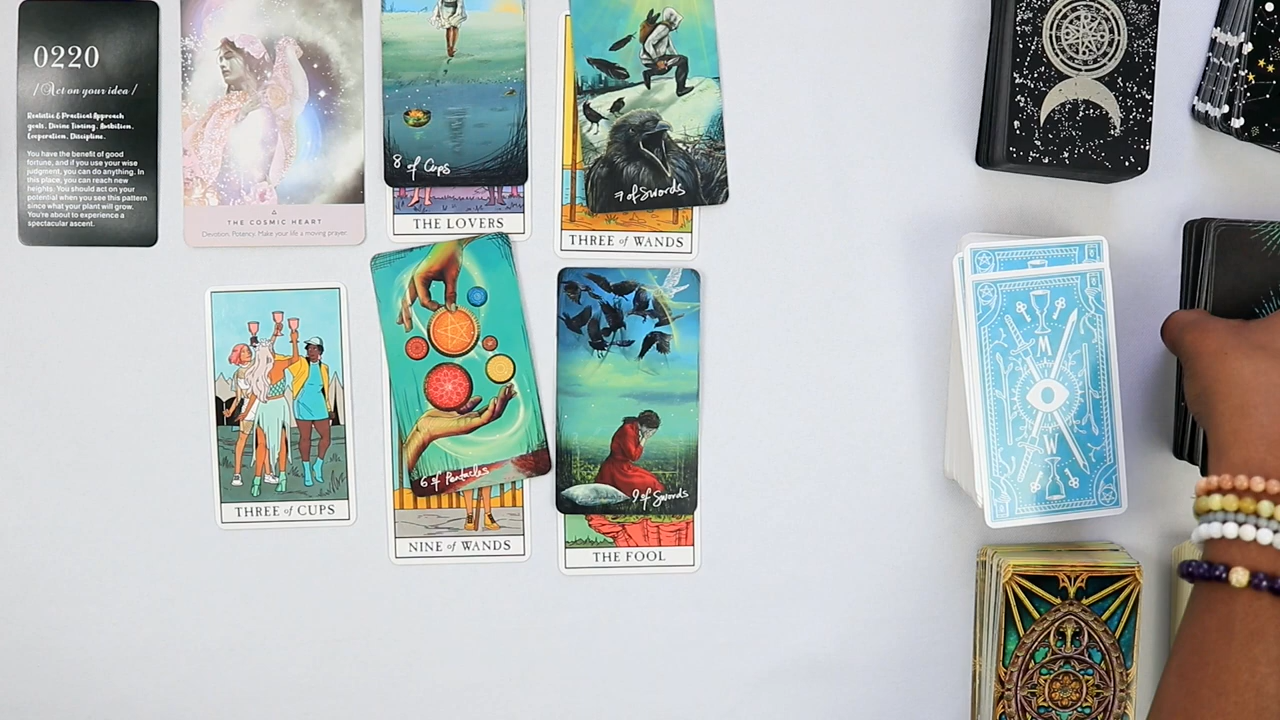 0220
/ Act on your idea /
Realistic & Practical Approach
goals, Divine Timing, Ambition,
Cooperation, Discipline.
You have the benefit of good
fortune, and if you use your wise
judgment, you can do anything. In
this place, you can reach new
heights. You should act on your
potential when you see this pattern
since what your plant will grow.
You're about to experience a
spectacular ascent.
THE COSMIC HEART
Devotion. Potency. Make your life a moving prayer.
8 of Cups
THE LOVERS
7 of Swords
THREE of WANDS
THREE of CUPS
6 of Pentacles
NINE of WANDS
9 of Swords
THE FOOL
M
W